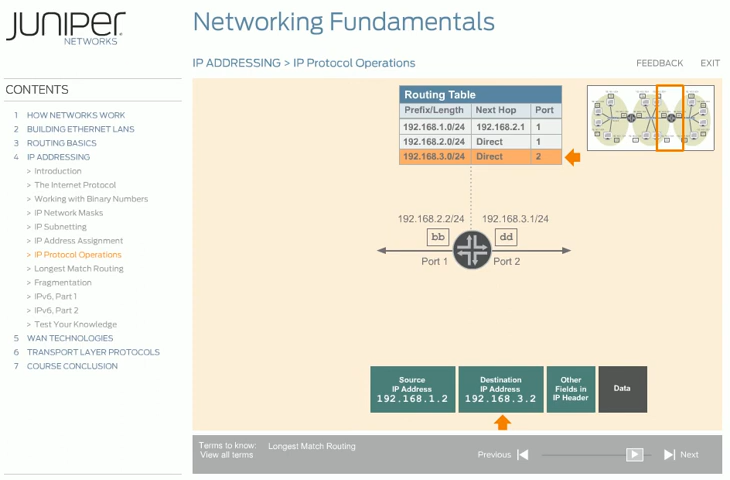 JUNIPER
NETWORKS
Networking Fundamentals
IP ADDRESSING > IP Protocol Operations
FEEDBACK EXIT
CONTENTS
1 HOW NETWORKS WORK
2 BUILDING ETHERNET LANS
3 ROUTING BASICS
4 IP ADDRESSING
> Introduction
> The Internet Protocol
> Working with Binary Numbers
> IP Network Masks
> IP Subnetting
> IP Address Assignment
> IP Protocol Operations
> Longest Match Routing
> Fragmentation
> IPv6, Part 1
> IPv6, Part 2
> Test Your Knowledge
5 WAN TECHNOLOGIES
6 TRANSPORT LAYER PROTOCOLS
7 COURSE CONCLUSION
Routing Table
Prefix/Length Next Hop Port
192.168.1.0/24 192.168.2.1 1
192.168.2.0/24 Direct 1
192.168.3.0/24 Direct 2
192.168.2.2/24 192.168.3.1/24
bb dd
Port 1 Port 2
Source
IP Address
192.168.1.2
Destination
IP Address
192.168.3.2
Other
Fields in
IP Header
Data
Terms to know: Longest Match Routing
View all terms
Previous Next